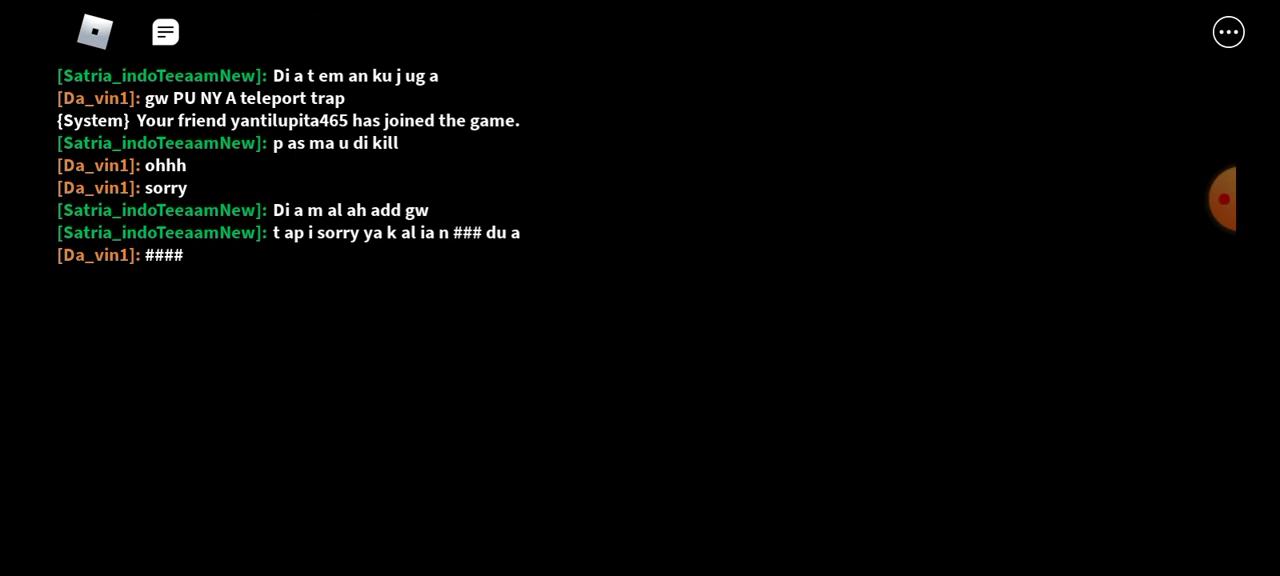 [Satria_indoTeeaamNew]: Di a t em an ku j ug a
[Da_vin1]: gw PU NY A teleport trap
{System} Your friend yantilupita465 has joined the game.
[Satria_indoTeeaamNew]: p as ma u di kill
[Da_vin1]: ohhh
[Da_vin1]: sorry
[Satria_indoTeeaamNew]: Di a m al ah add gw
[Satria_indoTeeaamNew]: t ap i sorry ya k al ia n ### du a
[Da_vin1]: ####